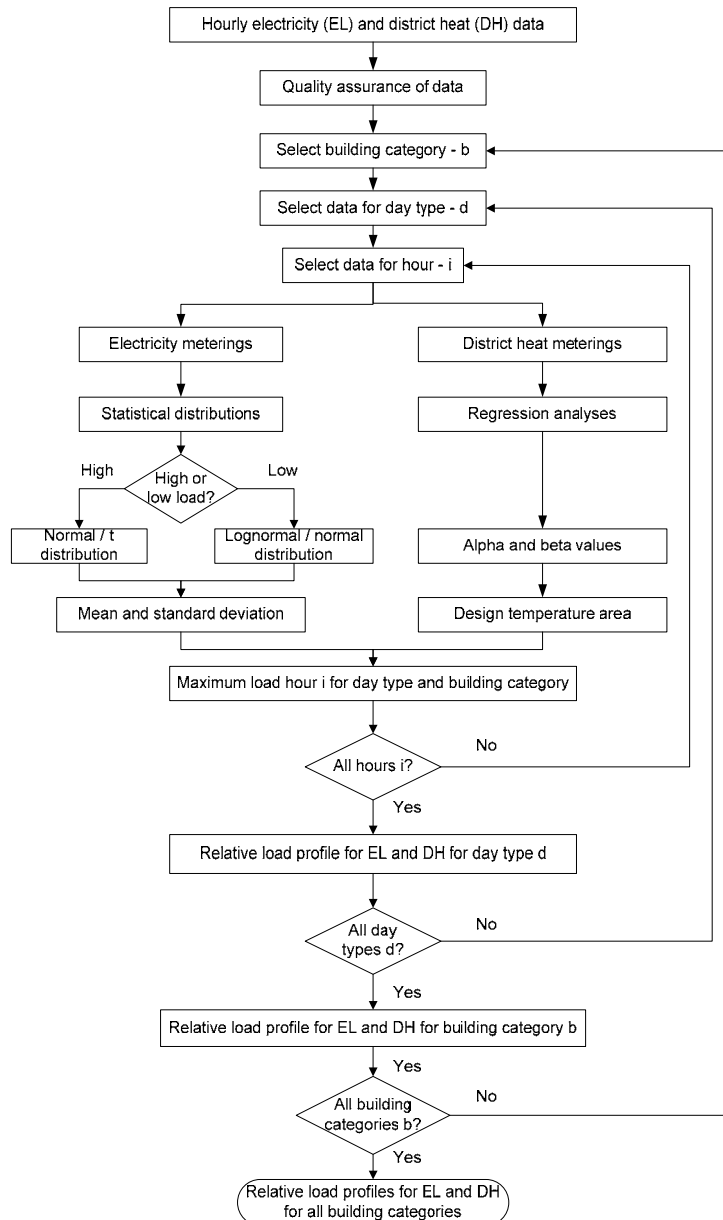 Hourly electricity (EL) and district heat (DH) data
Quality assurance of data
Select building category - b
Select data for day type - d
Select data for hour - i
Electricity meterings
District heat meterings
Statistical distributions
Regression analyses
High
Low
High or
low load?
Normal / t
distribution
Lognormal / normal
distribution
Alpha and beta values
Mean and standard deviation
Design temperature area
Maximum load hour i for day type and building category
No
All hours i?
Yes
Relative load profile for EL and DH for day type d
No
All day
types d?
Yes
Relative load profile for EL and DH for building category b
Yes
No
All building
categories b?
Yes
Relative load profiles for EL and DH
for all building categories